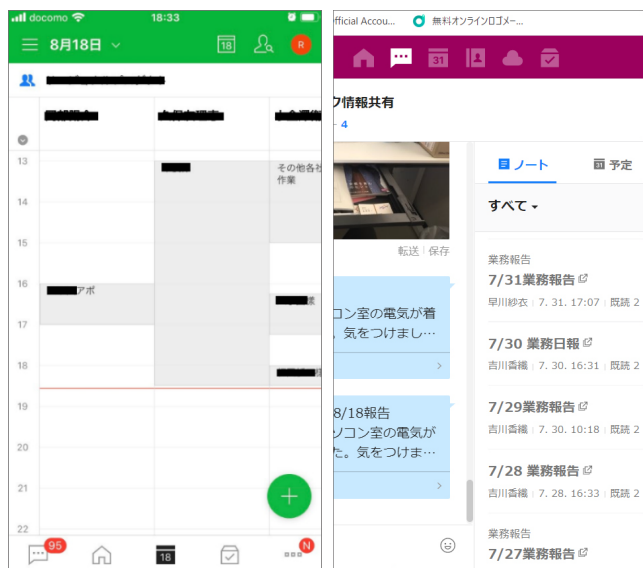 docomo 18:33
8月18日
18
R
13
その他各社
作業
14
15
16
アポ
様
17
18
19
20
21
22
95
18
N
fficial Accou...
無料オンラインロゴメー...
31
ク情報共有
4
ノート
予定
すべて
転送 保存
業務報告
7/31業務報告
早川紗衣 7. 31. 17:07 既読 2
コン室の電気が着
。気をつけまし…
7/30 業務日報
吉川香織 7. 30. 16:31 既読 2
7/29業務報告
吉川香織 7. 30. 10:18 既読 2
8/18報告
ソコン室の電気が
た。気をつけま…
7/28 業務報告
吉川香織 7. 28. 16:33 既読 2
業務報告
7/27業務報告